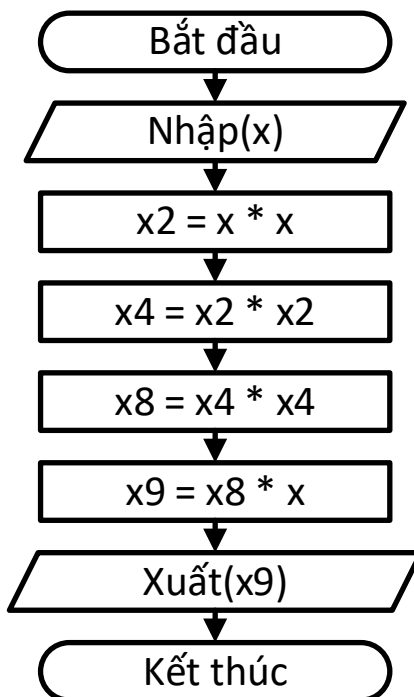 Bắt đầu
Nhập(x)
x2 = x * x
x4 = x2 * x2
x8 = x4 * x4
x9 = x8 * x
Xuất(x9)
Kết thúc